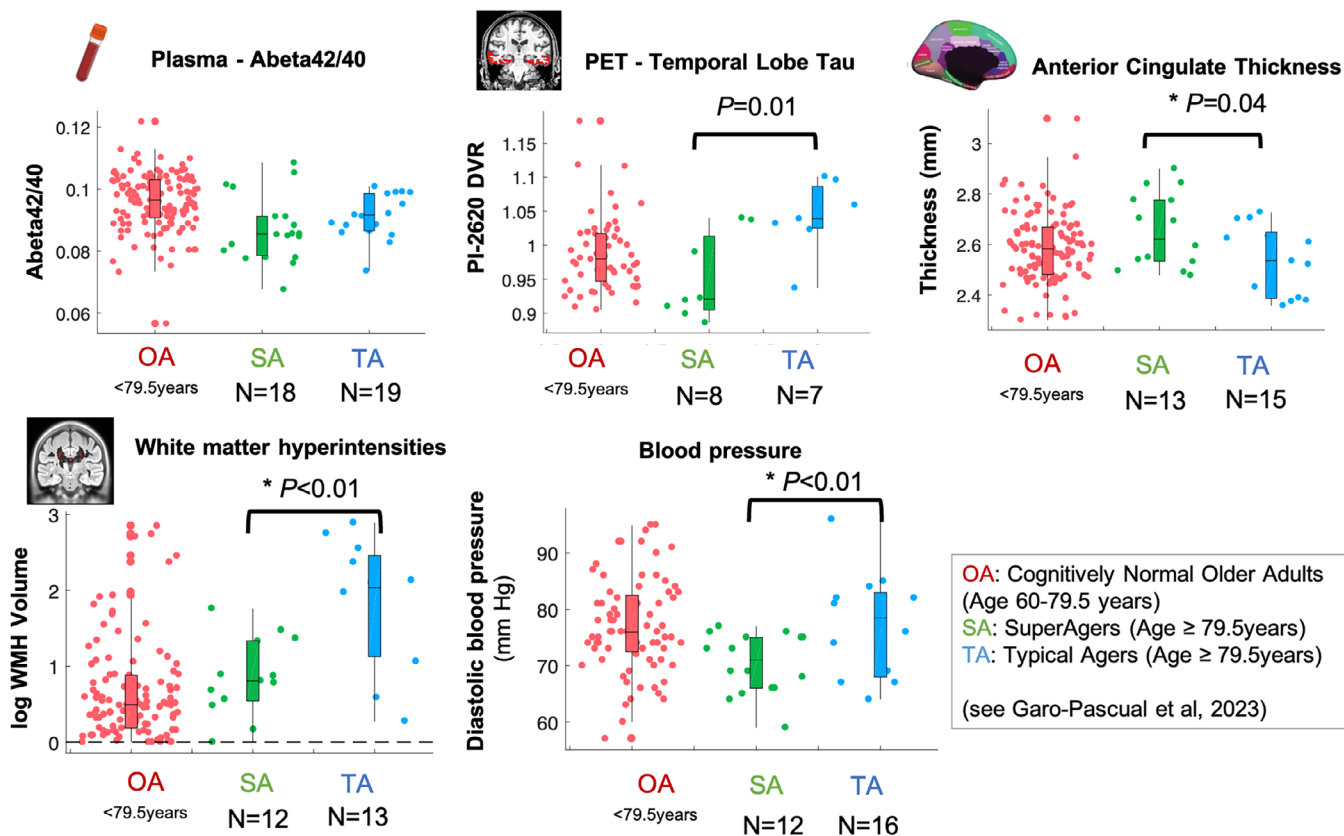 Plasma - Abeta42/40
Abeta42/40
0.12
0.1
0.08
0.06
OA
SA
TA
<79.5years
N=18
N=19
PET - Temporal Lobe Tau
P=0.01
PI-2620 DVR
1.15
1.1
1.05
1
0.95
0.9
OA
SA
TA
<79.5years
N=8
N=7
Anterior Cingulate Thickness
* P=0.04
Thickness (mm)
3
2.8
2.6
2.4
OA
SA
TA
<79.5years
N=13
N=15
White matter hyperintensities
* P<0.01
log WMH Volume
3
2
1
0
OA
SA
TA
<79.5years
N=12
N=13
Blood pressure
* P<0.01
Diastolic blood pressure
(mm Hg)
90
80
70
60
OA
SA
TA
<79.5years
N=12
N=16
OA: Cognitively Normal Older Adults
(Age 60-79.5 years)
SA: SuperAgers (Age ≥ 79.5years)
TA: Typical Agers (Age ≥ 79.5years)
(see Garo-Pascual et al, 2023)